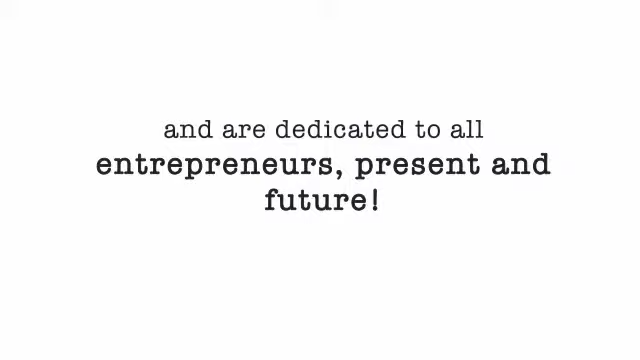 and are dedicated to all
entrepreneurs, present and
future!